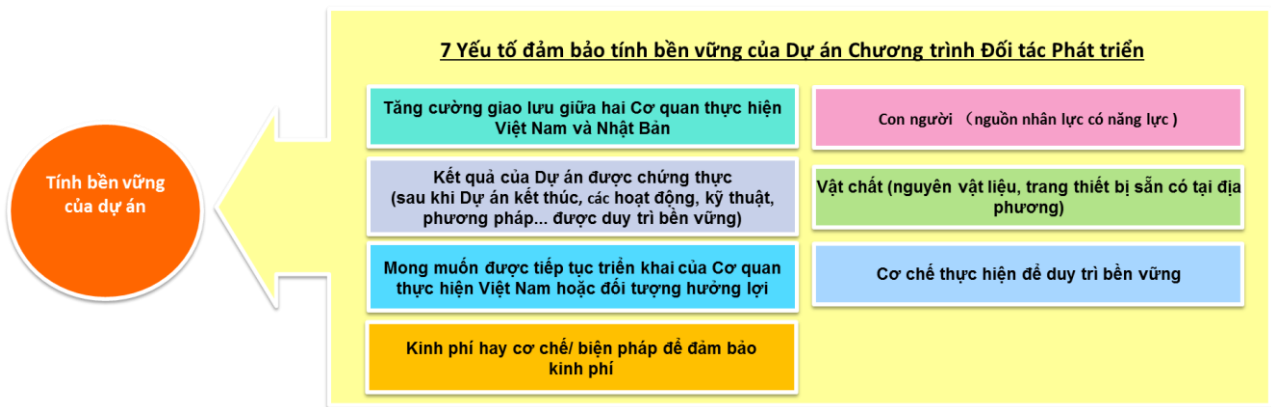 7 Yếu tố đảm bảo tính bền vững của Dự án Chương trình Đối tác Phát triển
Tính bền vững
của dự án
Tăng cường giao lưu giữa hai Cơ quan thực hiện
Việt Nam và Nhật Bản
Kết quả của Dự án được chứng thực
(sau khi Dự án kết thúc, các hoạt động, kỹ thuật,
phương pháp... được duy trì bền vững)
Mong muốn được tiếp tục triển khai của Cơ quan
thực hiện Việt Nam hoặc đối tượng hưởng lợi
Kinh phí hay cơ chế/ biện pháp để đảm bảo
kinh phí
Con người （nguồn nhân lực có năng lực )
Vật chất (nguyên vật liệu, trang thiết bị sẵn có tại địa
phương)
Cơ chế thực hiện để duy trì bền vững